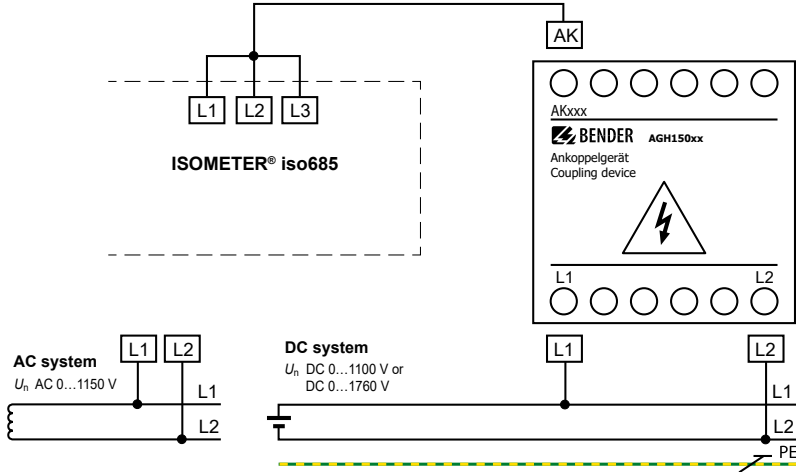 AK
L1 L2 L3
ISOMETER® iso685
AKxxx
BENDER AGH150xx
Ankoppelgerät
Coupling device
L1 L2
L1 L2
AC system
Un AC 0...1150 V
L1
L2
DC system
Un DC 0...1100 V or
DC 0...1760 V
L1 L2
L1
L2
PE